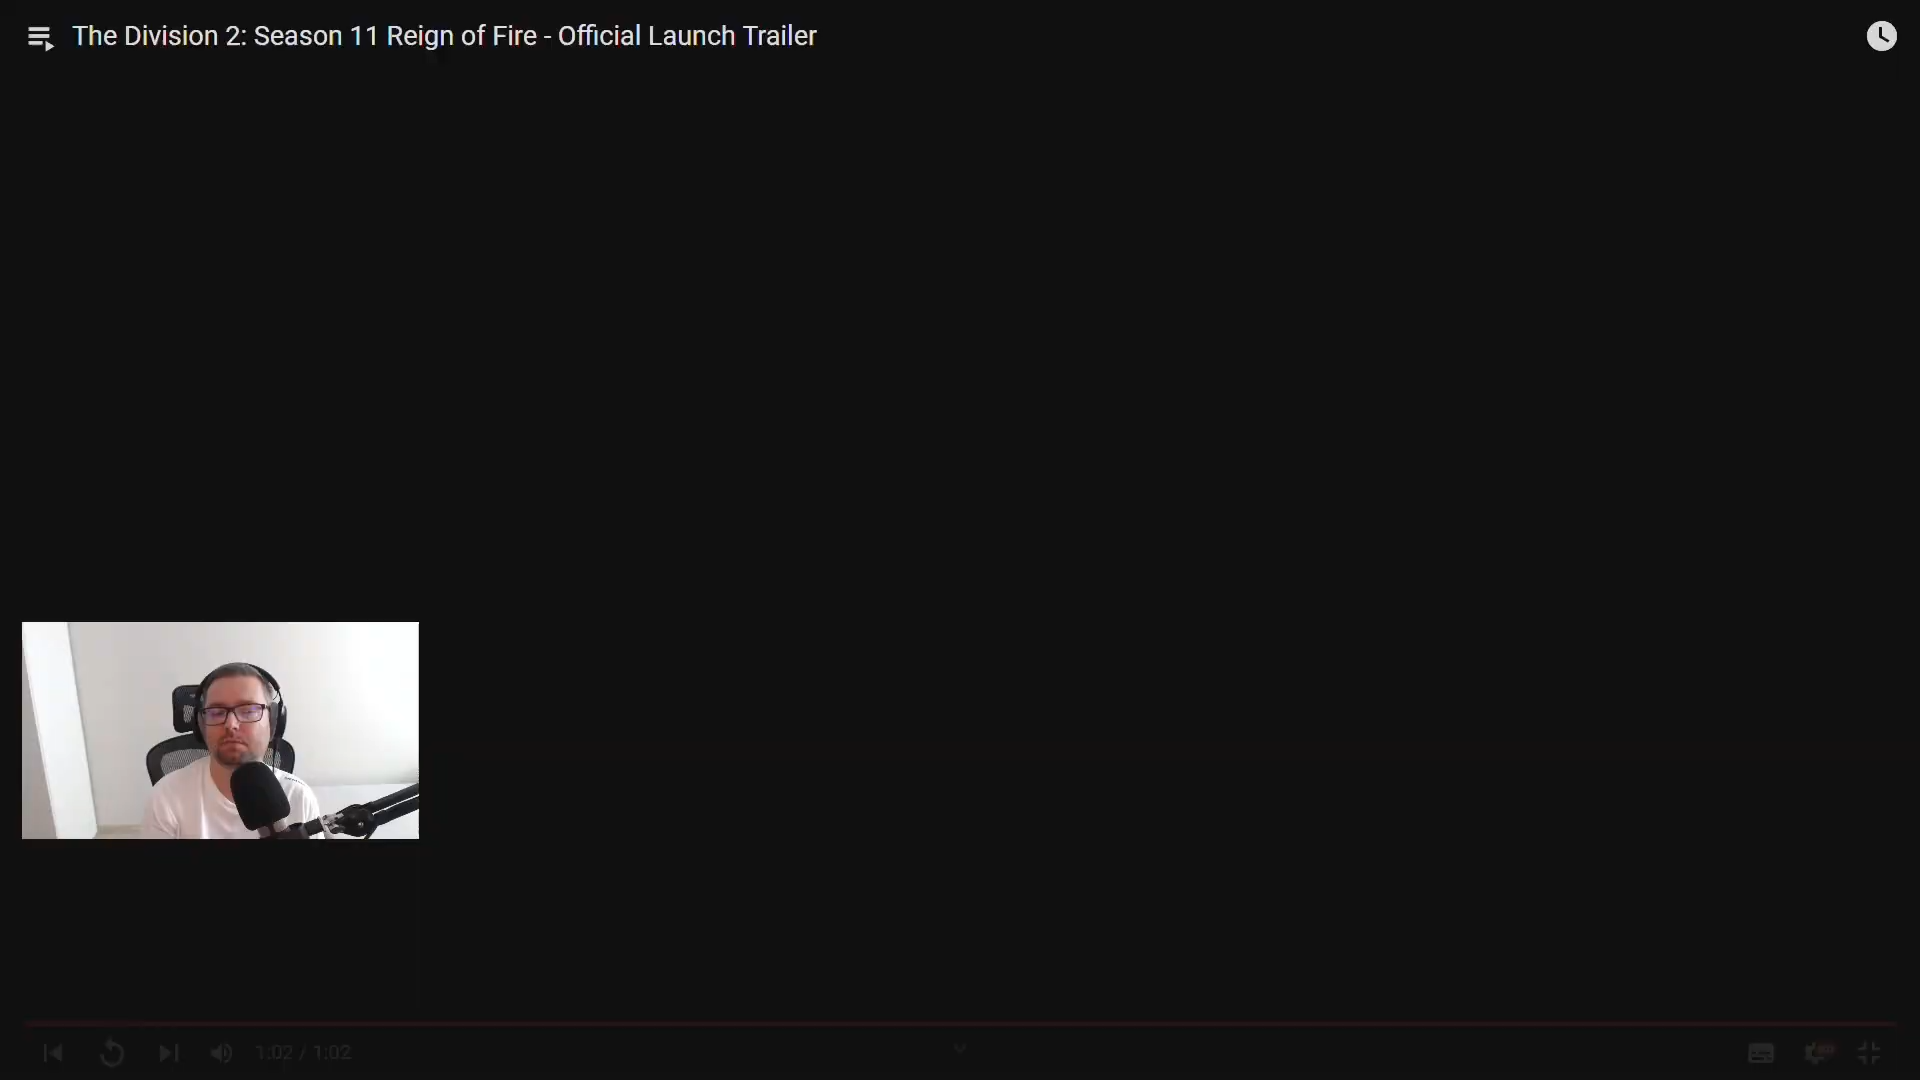 The Division 2: Season 11 Reign of Fire - Official Launch Trailer
1:02 / 1:02